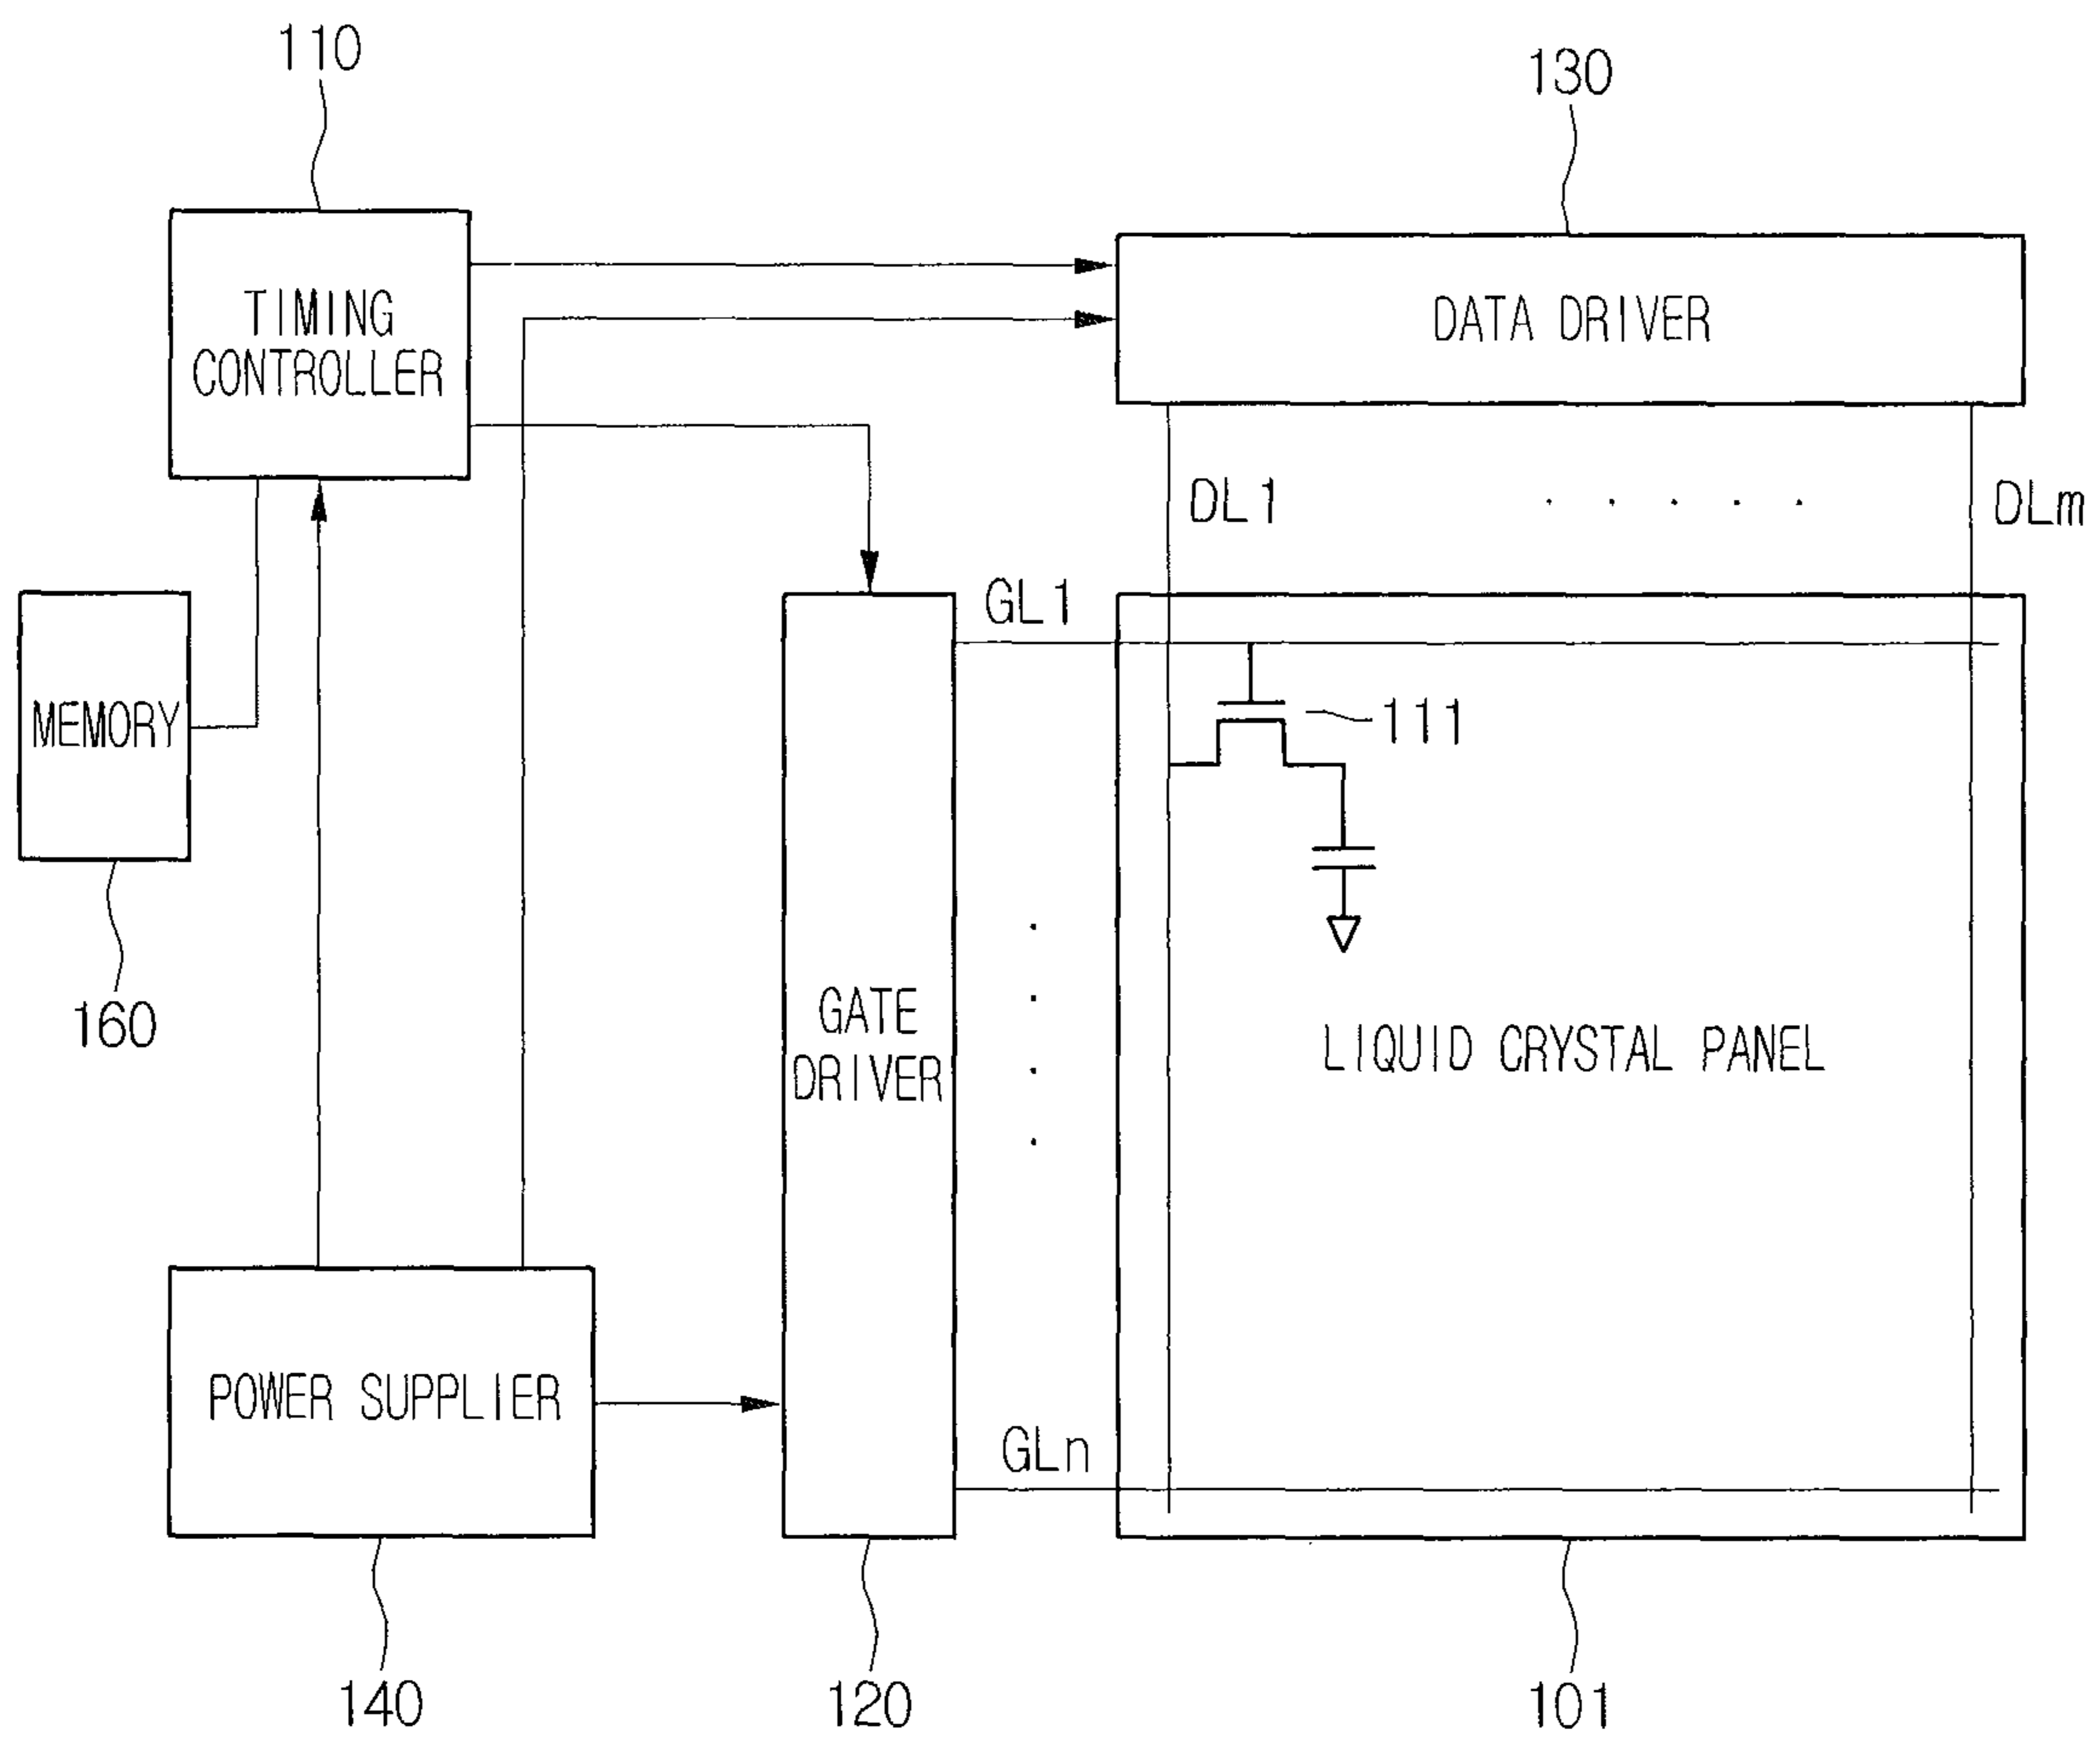 110
130
TIMING
CONTROLLER
DATA DRIVER
DL1
DLm
GL1
MEMORY
111
160
GATE
DRIVER
LIQUID CRYSTAL PANEL
POWER SUPPLIER
GLn
140
120
101